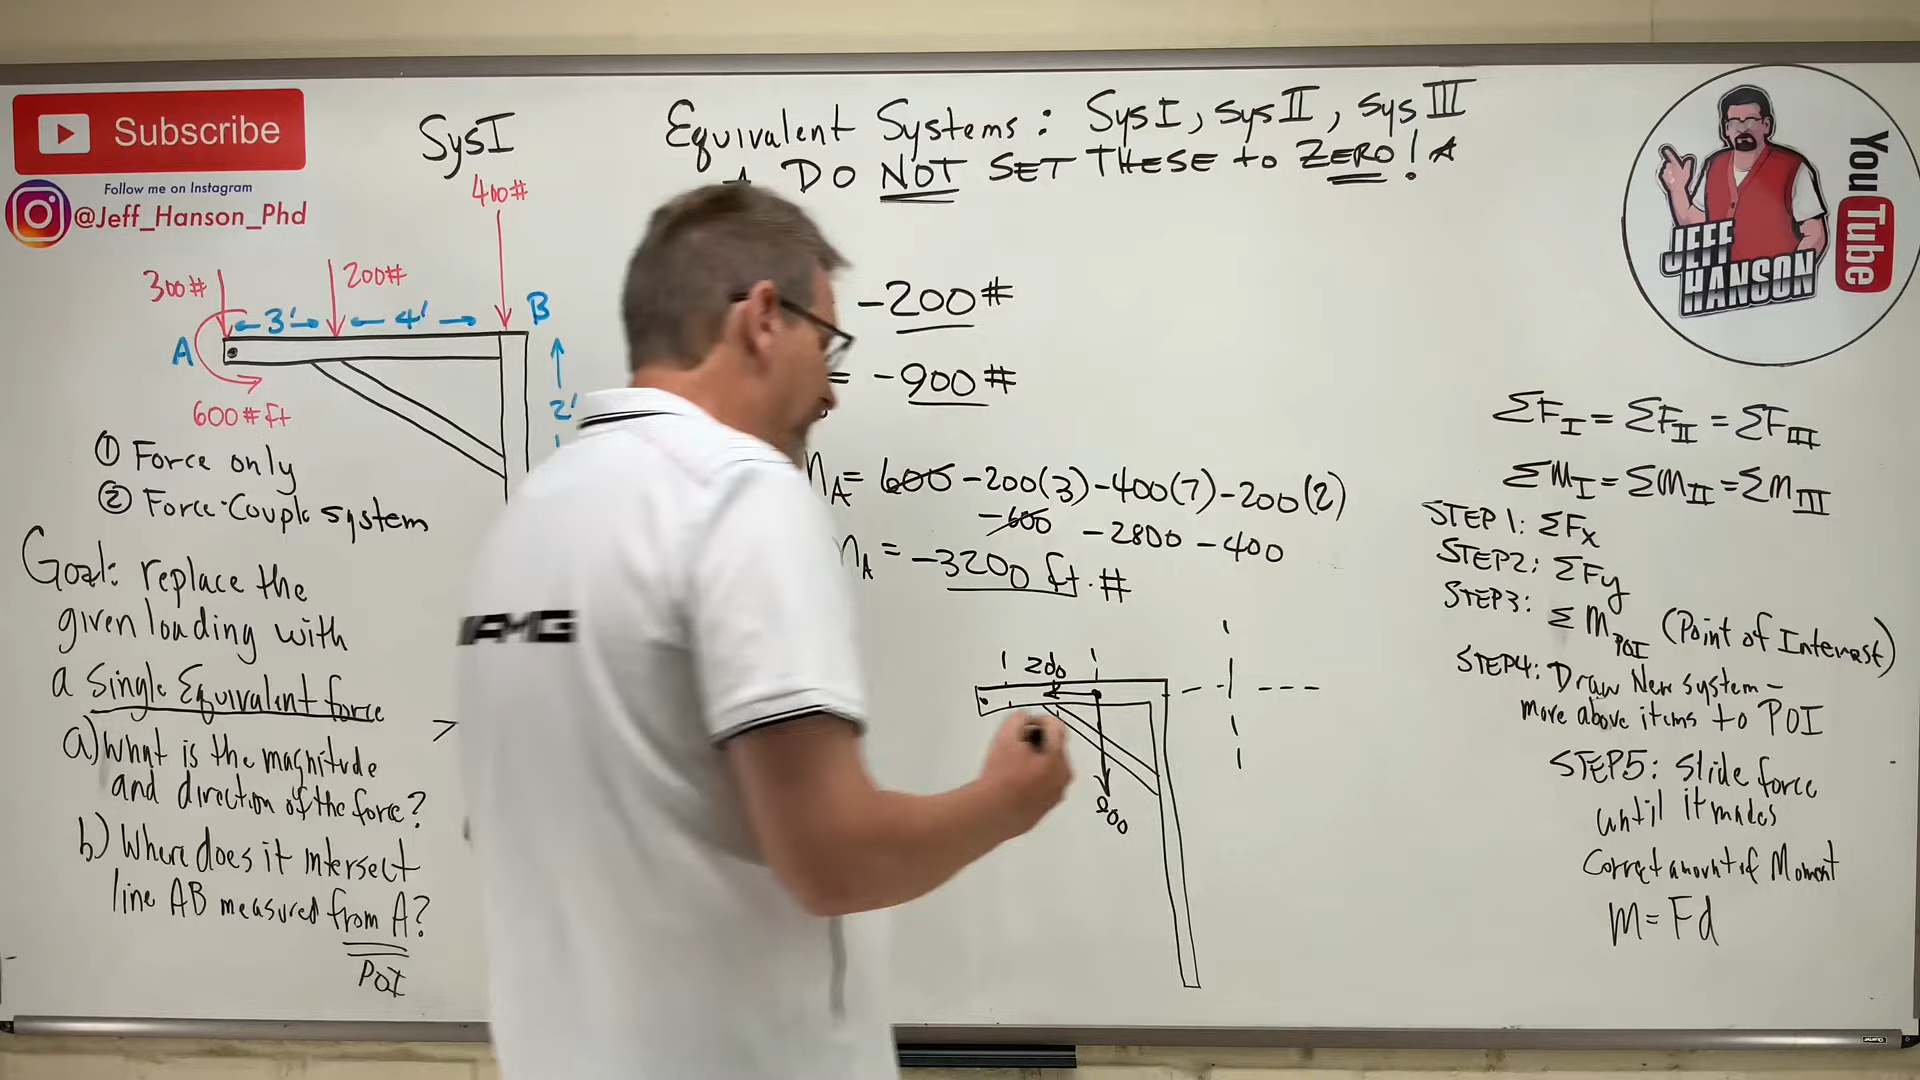 Subscribe
Follow me on Instagram
@Jeff_Hanson_Phd
SysI
Equivalent Systems: SysI, sysII, sysIII
DO NOT SET THESE to ZERO!
JEFF HANSON
YouTube
400#
300#
200#
3'
4'
B
A
2'
600#ft
① Force only
② Force-Couple system
Goal: replace the
given loading with
a Single Equivalent force
a) What is the magnitude
and direction of the force?
b) Where does it intersect
line AB measured from A?
POI
-200#
= -900#
MA = 600 -200(3) -400(7) -200(2)
-600 -2800 -400
MA = -3200 ft·#
200
900
ΣFI = ΣFII = ΣFIII
ΣMI = ΣMII = ΣMIII
STEP1: ΣFx
STEP2: ΣFy
STEP3: ΣMPOI (Point of Interest)
STEP4: Draw New system -
move above items to POI
STEP5: Slide force
until it makes
Correct amount of Moment
M = Fd